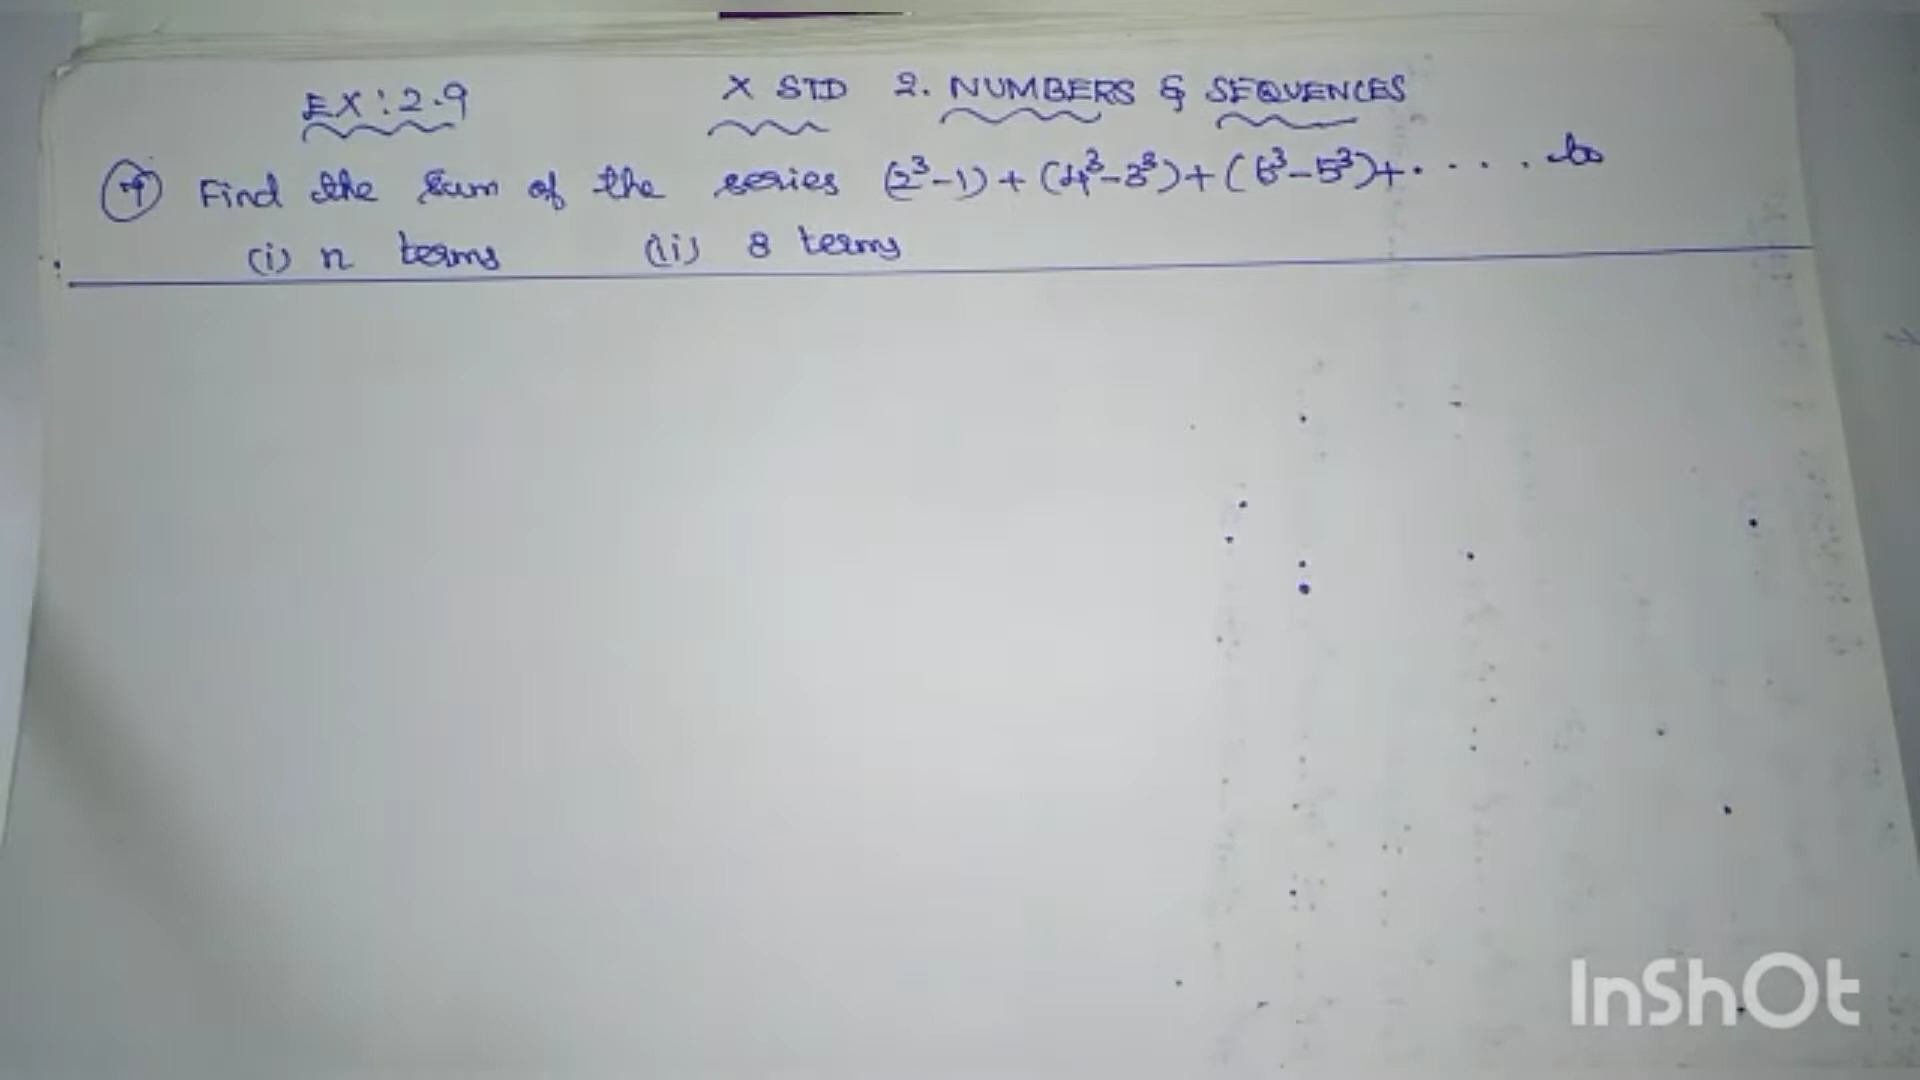 EX: 2.9 X STD 2. NUMBERS & SEQUENCES
7) Find the sum of the series (2³-1) + (4³-3³) + (6³-5³) + ..... to
(i) n terms (ii) 8 terms
InShOt